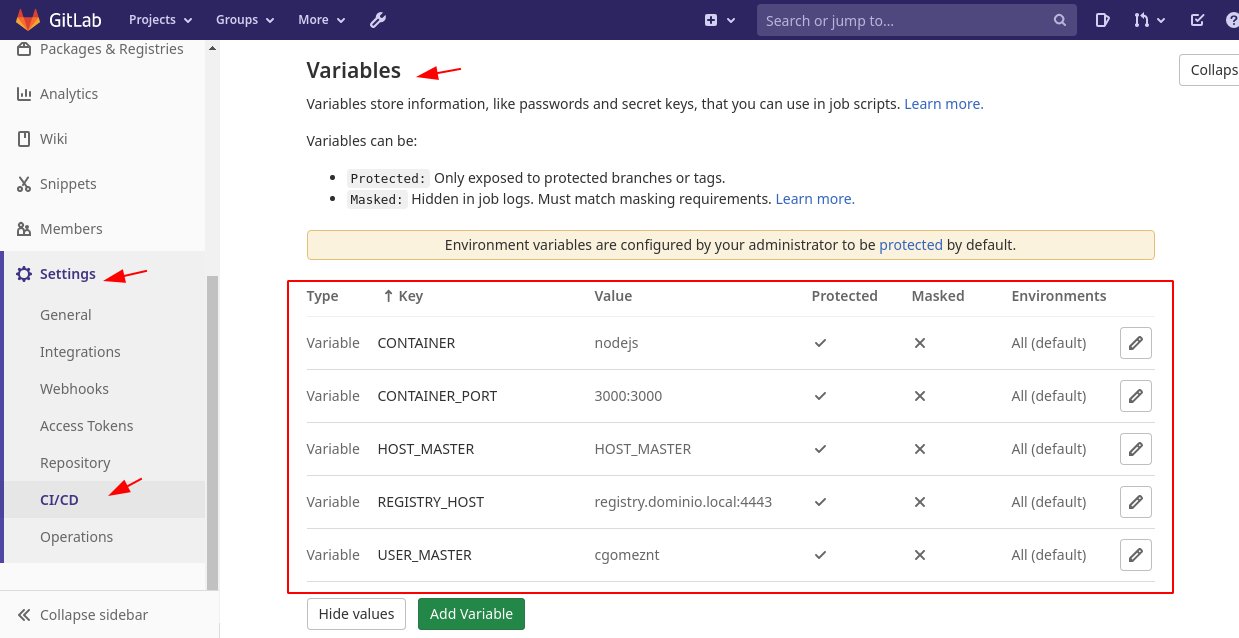 GitLab Projects Groups More Search or jump to... ?
Packages & Registries
Analytics
Wiki
Snippets
Members
Settings
General
Integrations
Webhooks
Access Tokens
Repository
CI/CD
Operations
Collapse sidebar
Variables
Collaps
Variables store information, like passwords and secret keys, that you can use in job scripts. Learn more.
Variables can be:
Protected: Only exposed to protected branches or tags.
Masked: Hidden in job logs. Must match masking requirements. Learn more.
Environment variables are configured by your administrator to be protected by default.
Type ↑ Key Value Protected Masked Environments
Variable CONTAINER nodejs ✓ ✕ All (default)
Variable CONTAINER_PORT 3000:3000 ✓ ✕ All (default)
Variable HOST_MASTER HOST_MASTER ✓ ✕ All (default)
Variable REGISTRY_HOST registry.dominio.local:4443 ✓ ✕ All (default)
Variable USER_MASTER cgomeznt ✓ ✕ All (default)
Hide values Add Variable